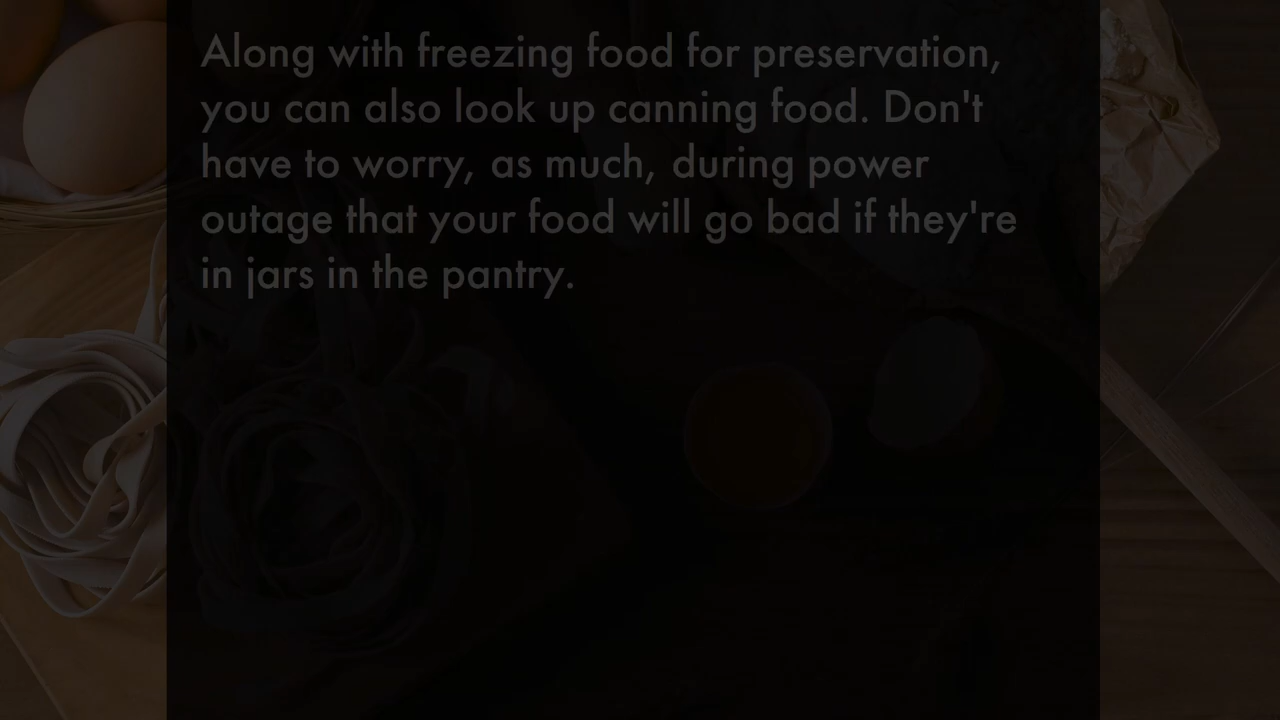 Along with freezing food for preservation,
you can also look up canning food. Don't
have to worry, as much, during power
outage that your food will go bad if they're
in jars in the pantry.